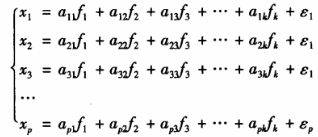 x₁ = a₁₁f₁ + a₁₂f₂ + a₁₃f₃ + ··· + a₁ₖfₖ + ε₁
x₂ = a₂₁f₁ + a₂₂f₂ + a₂₃f₃ + ··· + a₂ₖfₖ + ε₁
x₃ = a₃₁f₁ + a₃₂f₂ + a₃₃f₃ + ··· + a₃ₖfₖ + ε₁
···
xₚ = aₚ₁f₁ + aₚ₂f₂ + aₚ₃f₃ + ··· + aₚₖfₖ + εₚ